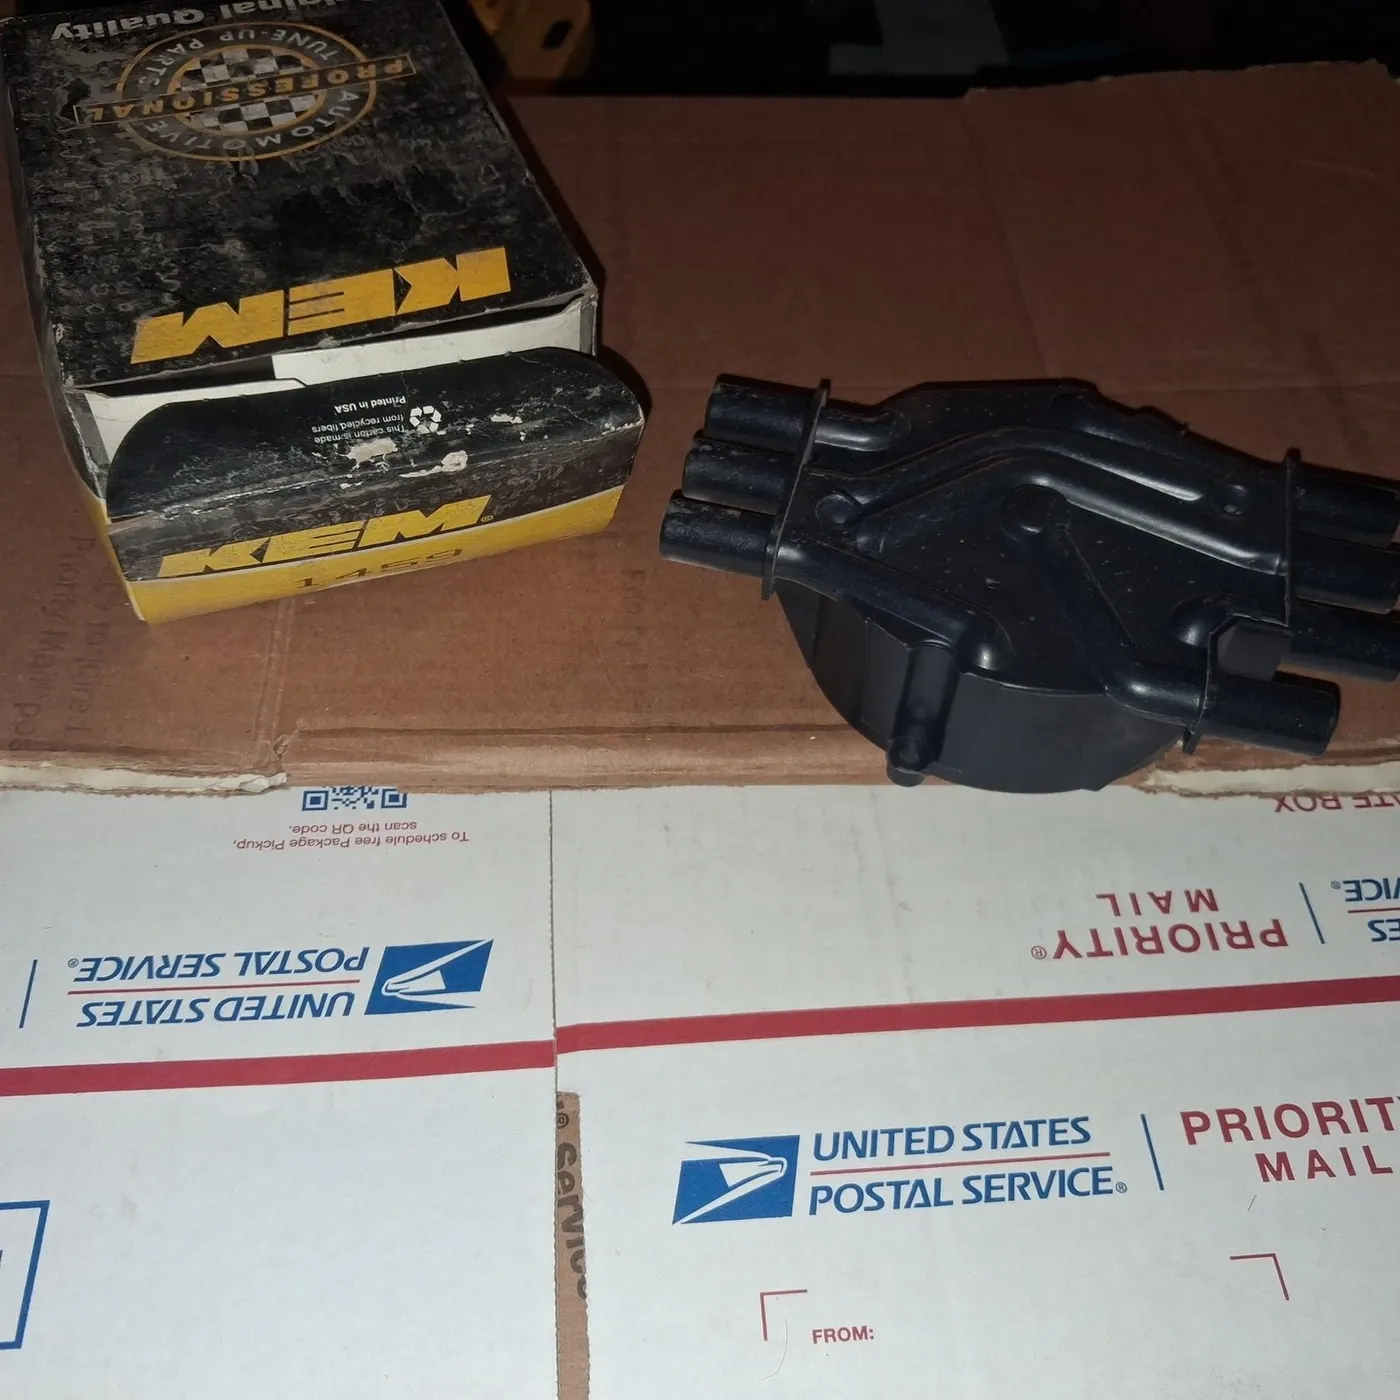 Original Quality
AUTOMOTIVE
PROFESSIONAL
TUNE-UP PARTS
KEM
This carton is made
from recycled fibers
Printed in USA
KEM®
1459
To schedule free Package Pickup,
scan the QR code.
UNITED STATES
POSTAL SERVICE®
PRIORITY®
MAIL
UNITED STATES
POSTAL SERVICE®
PRIORITY
MAIL
FROM: